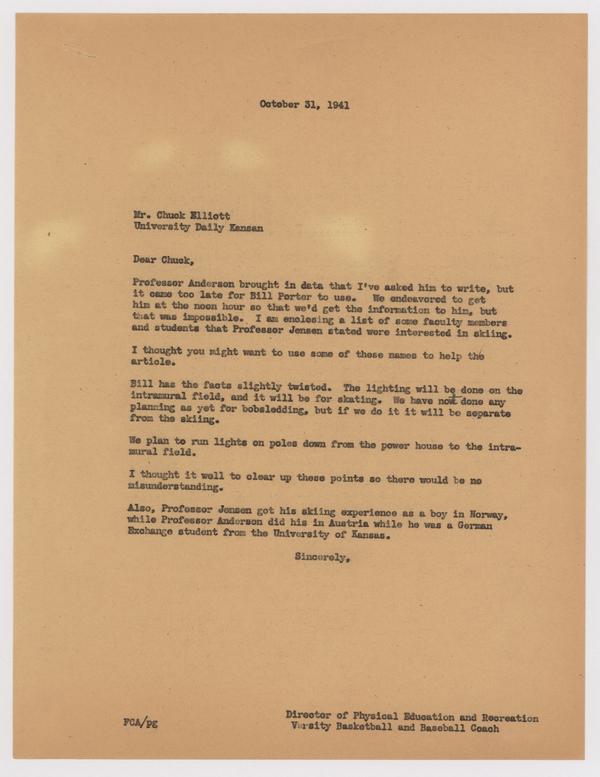 October 31, 1941
Mr. Chuck Elliott
University Daily Kansan
Dear Chuck,
Professor Anderson brought in data that I've asked him to write, but
it came too late for Bill Porter to use. We endeavored to get
him at the noon hour so that we'd get the information to him, but
that was impossible. I am enclosing a list of some faculty members
and students that Professor Jensen stated were interested in skiing.
I thought you might want to use some of these names to help the
article.
Bill has the facts slightly twisted. The lighting will be done on the
intramural field, and it will be for skating. We have not done any
planning as yet for bobsledding, but if we do it it will be separate
from the skiing.
We plan to run lights on poles down from the power house to the intra-
mural field.
I thought it well to clear up these points so there would be no
misunderstanding.
Also, Professor Jensen got his skiing experience as a boy in Norway,
while Professor Anderson did his in Austria while he was a German
Exchange student from the University of Kansas.
Sincerely,
Director of Physical Education and Recreation
FCA/pg
Varsity Basketball and Baseball Coach